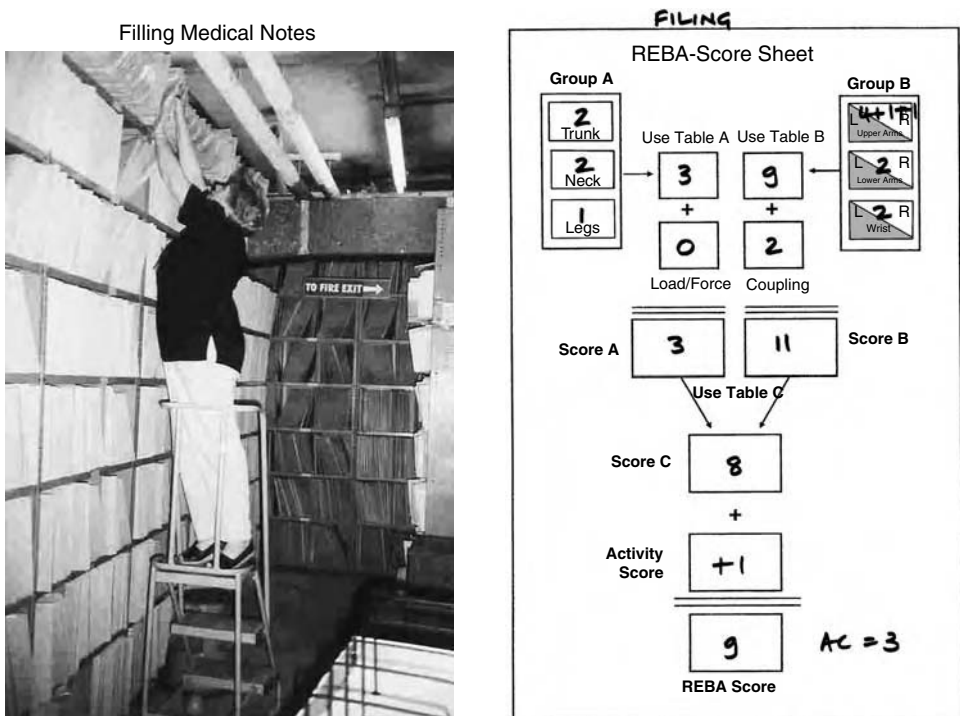 Filling Medical Notes
TO FIRE EXIT
FILING
REBA-Score Sheet
Group A
Group B
2
Trunk
2
Neck
1
Legs
Use Table A
Use Table B
3
9
+
+
0
2
Load/Force
Coupling
L 4+1+1 R
Upper Arms
L 2 R
Lower Arms
L 2 R
Wrist
Score A
3
11
Score B
Use Table C
Score C
8
+
Activity
Score
+1
9
AC = 3
REBA Score